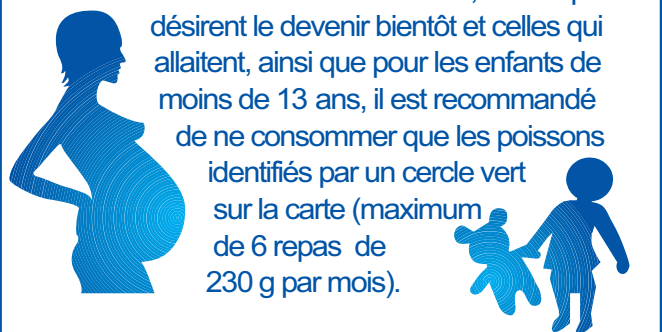 désirent le devenir bientôt et celles qui
allaitent, ainsi que pour les enfants de
moins de 13 ans, il est recommandé
de ne consommer que les poissons
identifiés par un cercle vert
sur la carte (maximum
de 6 repas de
230 g par mois).